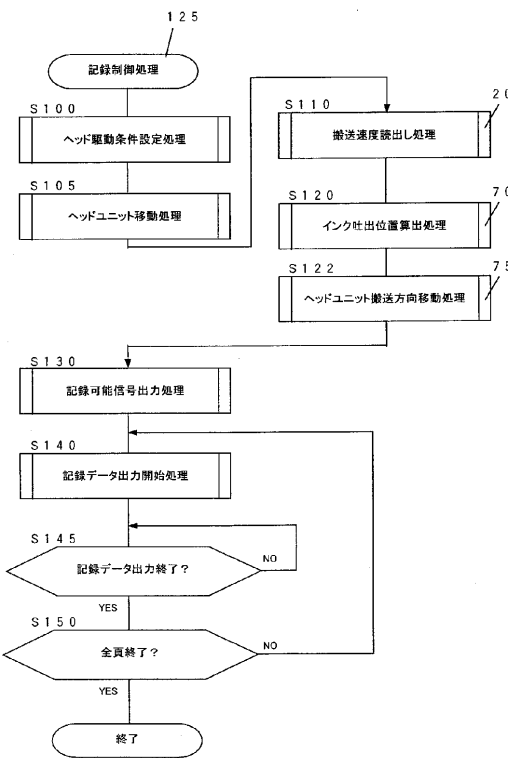 125
記録制御処理
S100
ヘッド駆動条件設定処理
S105
ヘッドユニット移動処理
S110
20
搬送速度読出し処理
S120
70
インク吐出位置算出処理
S122
75
ヘッドユニット搬送方向移動処理
S130
記録可能信号出力処理
S140
記録データ出力開始処理
S145
記録データ出力終了？
NO
YES
S150
全頁終了？
NO
YES
終了